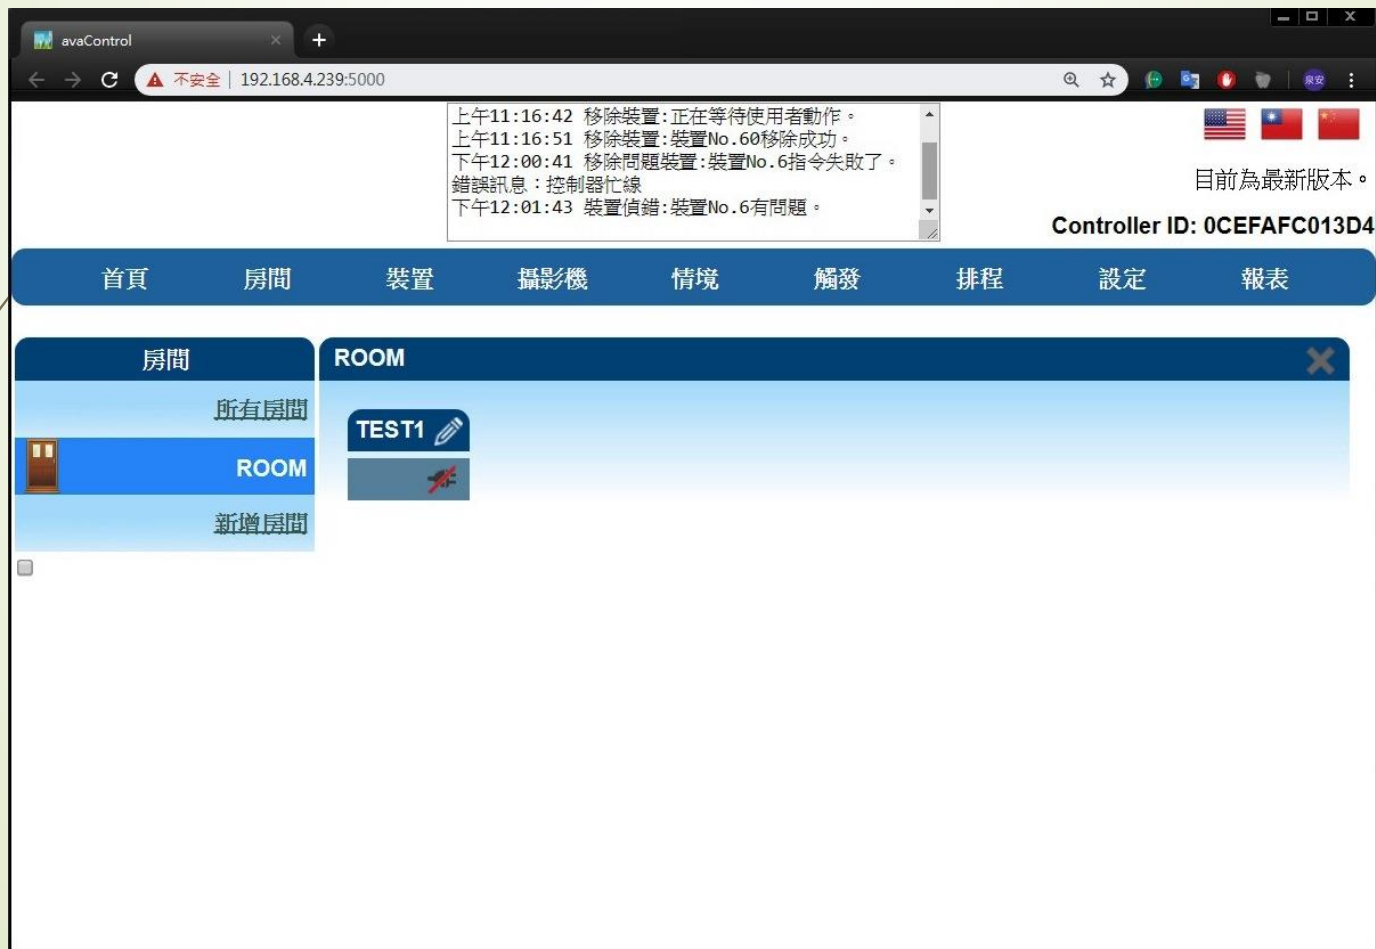 avaControl
不安全 | 192.168.4.239:5000
泉安
上午11:16:42 移除裝置:正在等待使用者動作。
上午11:16:51 移除裝置:裝置No.60移除成功。
下午12:00:41 移除問題裝置:裝置No.6指令失敗了。
錯誤訊息：控制器忙線
下午12:01:43 裝置偵錯:裝置No.6有問題。
目前為最新版本。
Controller ID: 0CEFAFC013D4
首頁 房間 裝置 攝影機 情境 觸發 排程 設定 報表
房間
所有房間
ROOM
新增房間
ROOM
TEST1